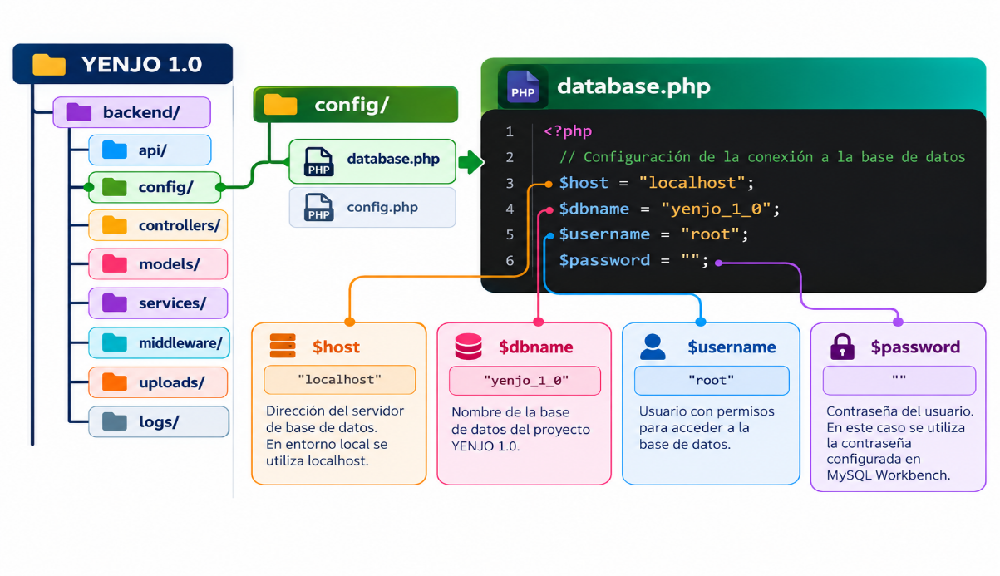 YENJO 1.0
backend/
api/
config/
controllers/
models/
services/
middleware/
uploads/
logs/
config/
PHP
database.php
PHP
config.php
PHP
database.php
1 <?php
2 // Configuración de la conexión a la base de datos
3 $host = "localhost";
4 $dbname = "yenjo_1_0";
5 $username = "root";
6 $password = "";
$host
"localhost"
Dirección del servidor
de base de datos.
En entorno local se
utiliza localhost.
$dbname
"yenjo_1_0"
Nombre de la base
de datos del proyecto
YENJO 1.0.
$username
"root"
Usuario con permisos
para acceder a la
base de datos.
$password
""
Contraseña del usuario.
En este caso se utiliza
la contraseña
configurada en
MySQL Workbench.